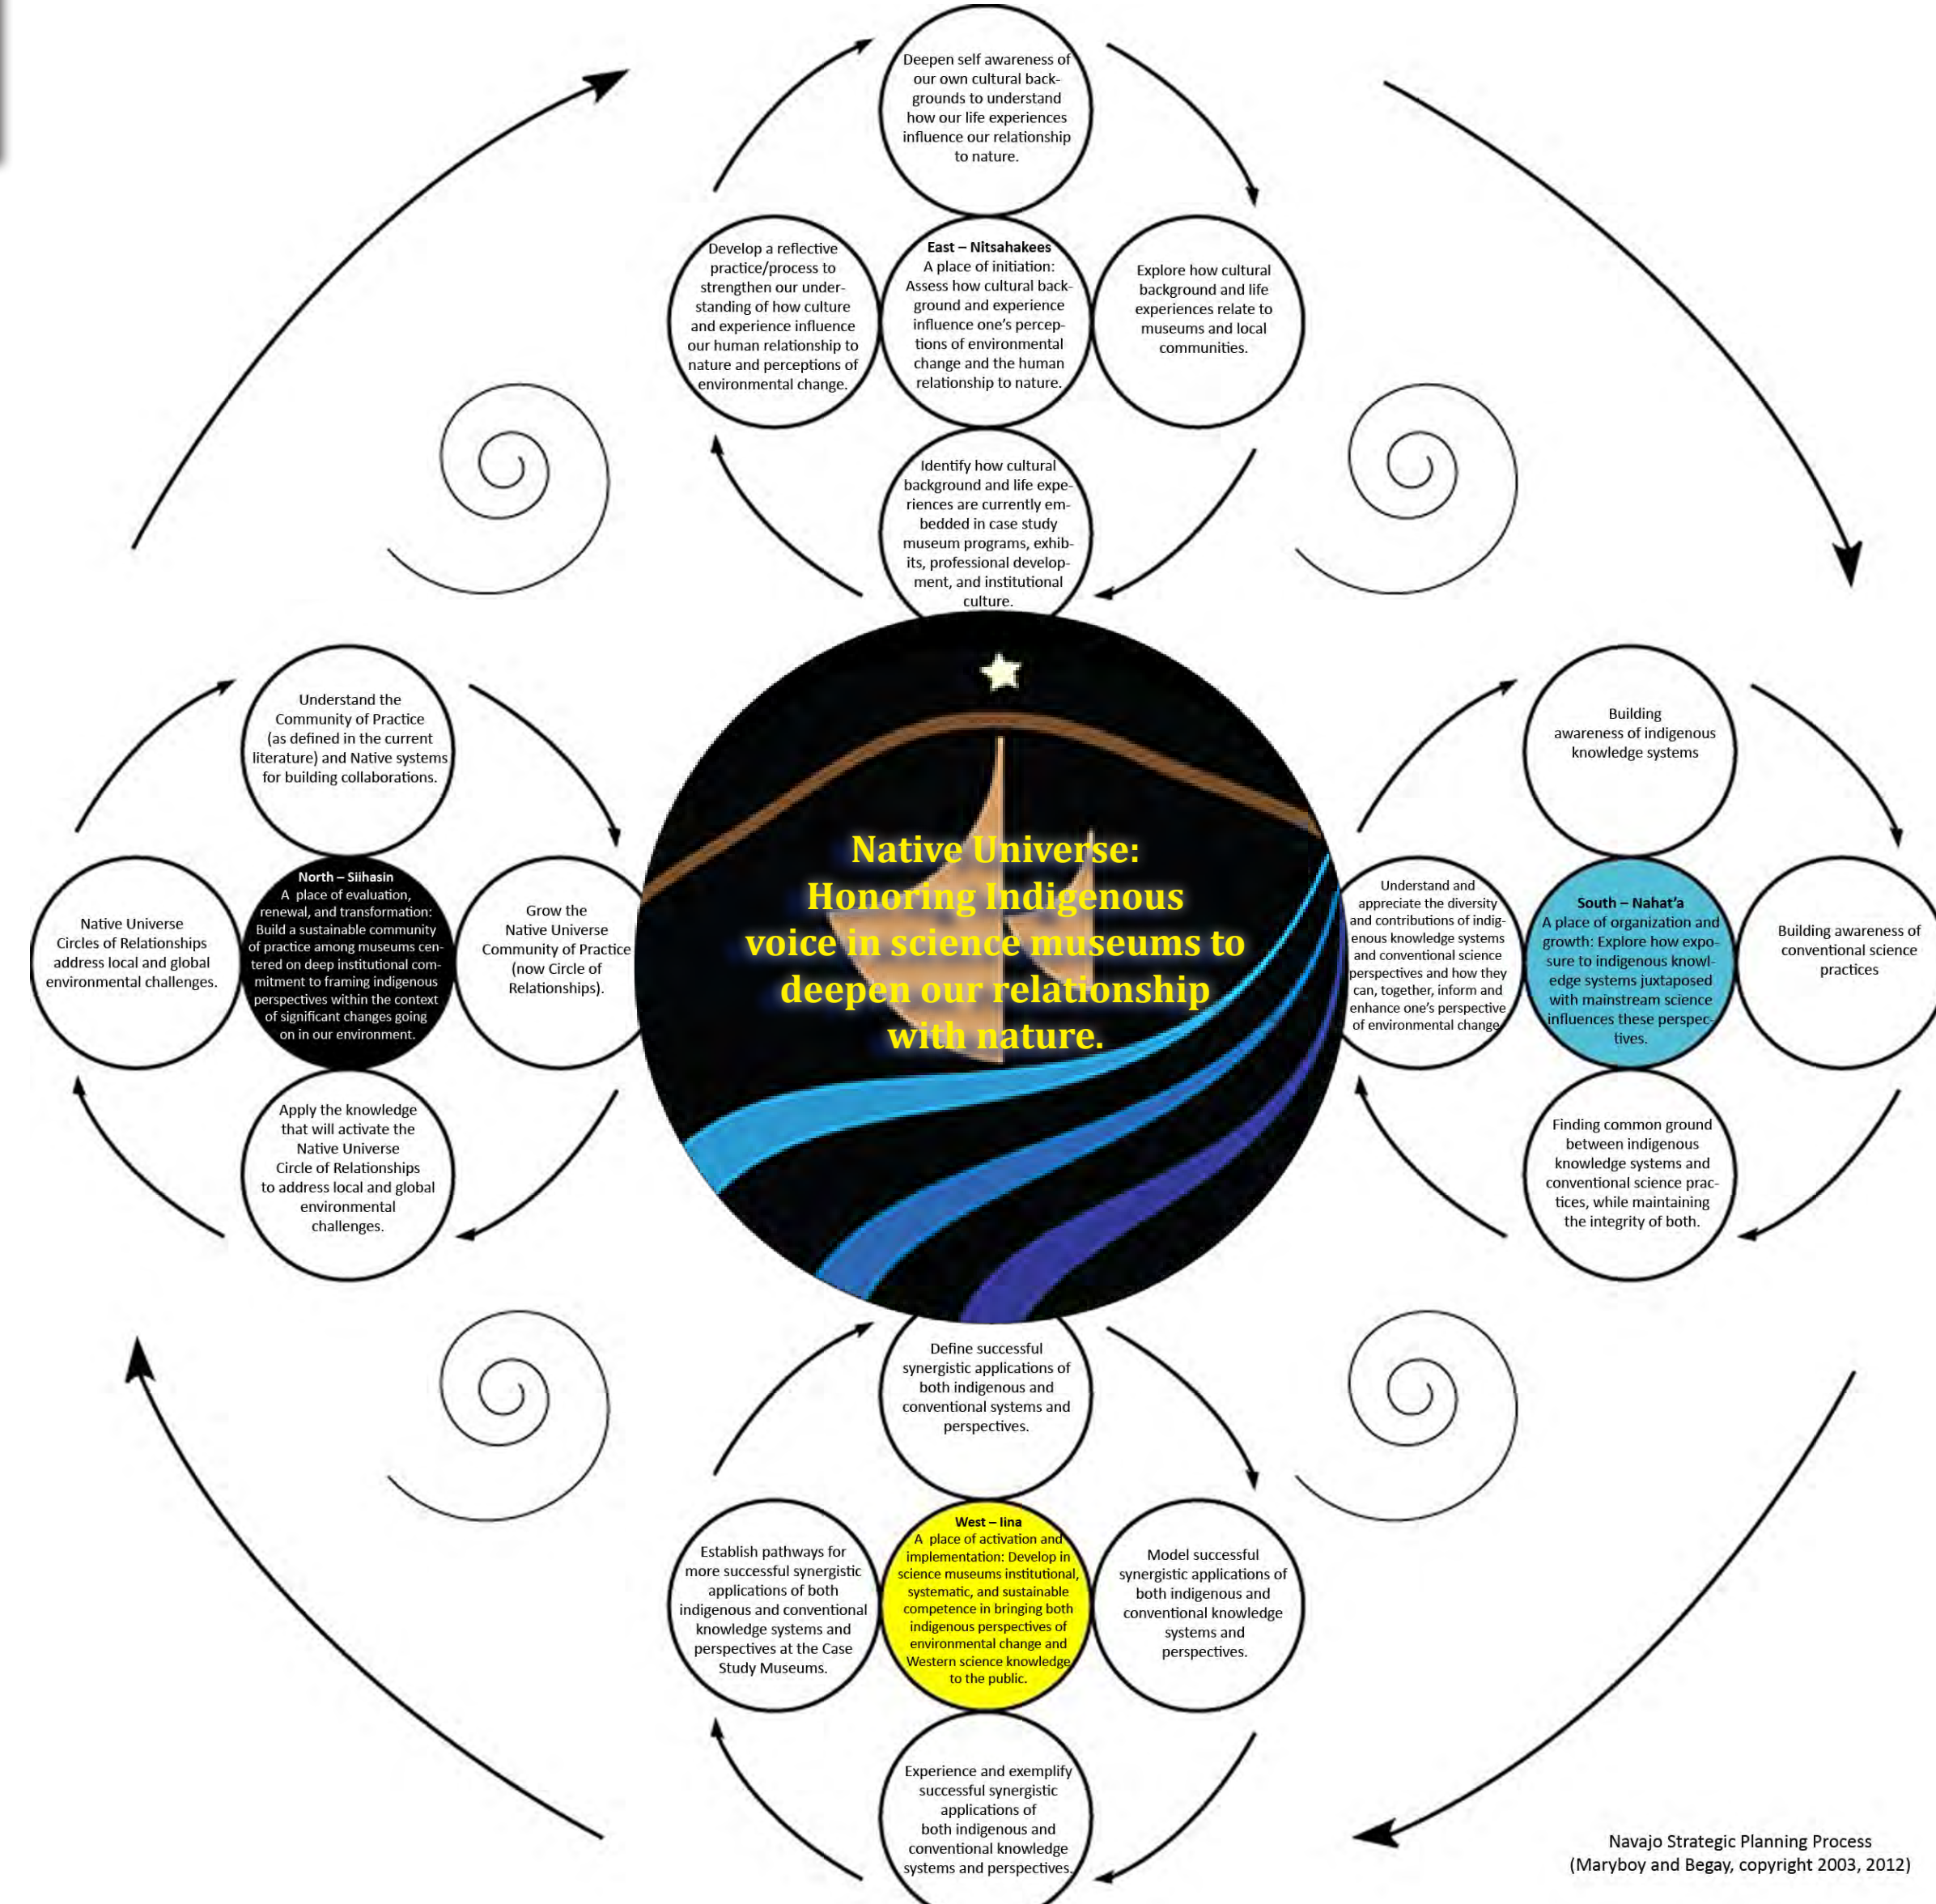 Deepen self awareness of
our own cultural back-
grounds to understand
how our life experiences
influence our relationship
to nature.
Develop a reflective
practice/process to
strengthen our under-
standing of how culture
and experience influence
our human relationship to
nature and perceptions of
environmental change.
East – Nitsahakees
A place of initiation:
Assess how cultural back-
ground and experience
influence one's percep-
tions of environmental
change and the human
relationship to nature.
Explore how cultural
background and life
experiences relate to
museums and local
communities.
Identify how cultural
background and life expe-
riences are currently em-
bedded in case study
museum programs, exhib-
its, professional develop-
ment, and institutional
culture.
Understand the
Community of Practice
(as defined in the current
literature) and Native systems
for building collaborations.
Native Universe
Circles of Relationships
address local and global
environmental challenges.
North – Siihasin
A place of evaluation,
renewal, and transformation:
Build a sustainable community
of practice among museums cen-
tered on deep institutional com-
mitment to framing indigenous
perspectives within the context
of significant changes going
on in our environment.
Grow the
Native Universe
Community of Practice
(now Circle of
Relationships).
Apply the knowledge
that will activate the
Native Universe
Circle of Relationships
to address local and global
environmental
challenges.
Native Universe:
Honoring Indigenous
voice in science museums to
deepen our relationship
with nature.
Building
awareness of indigenous
knowledge systems
Understand and
appreciate the diversity
and contributions of indig-
enous knowledge systems
and conventional science
perspectives and how they
can, together, inform and
enhance one's perspective
of environmental change
South – Nahat'a
A place of organization and
growth: Explore how expo-
sure to indigenous knowl-
edge systems juxtaposed
with mainstream science
influences these perspec-
tives.
Building awareness of
conventional science
practices
Finding common ground
between indigenous
knowledge systems and
conventional science prac-
tices, while maintaining
the integrity of both.
Define successful
synergistic applications of
both indigenous and
conventional systems and
perspectives.
Establish pathways for
more successful synergistic
applications of both
indigenous and conventional
knowledge systems and
perspectives at the Case
Study Museums.
West – Iina
A place of activation and
implementation: Develop in
science museums institutional,
systematic, and sustainable
competence in bringing both
indigenous perspectives of
environmental change and
Western science knowledge
to the public.
Model successful
synergistic applications of
both indigenous and
conventional knowledge
systems and
perspectives.
Experience and exemplify
successful synergistic
applications of
both indigenous and
conventional knowledge
systems and perspectives.
Navajo Strategic Planning Process
(Maryboy and Begay, copyright 2003, 2012)